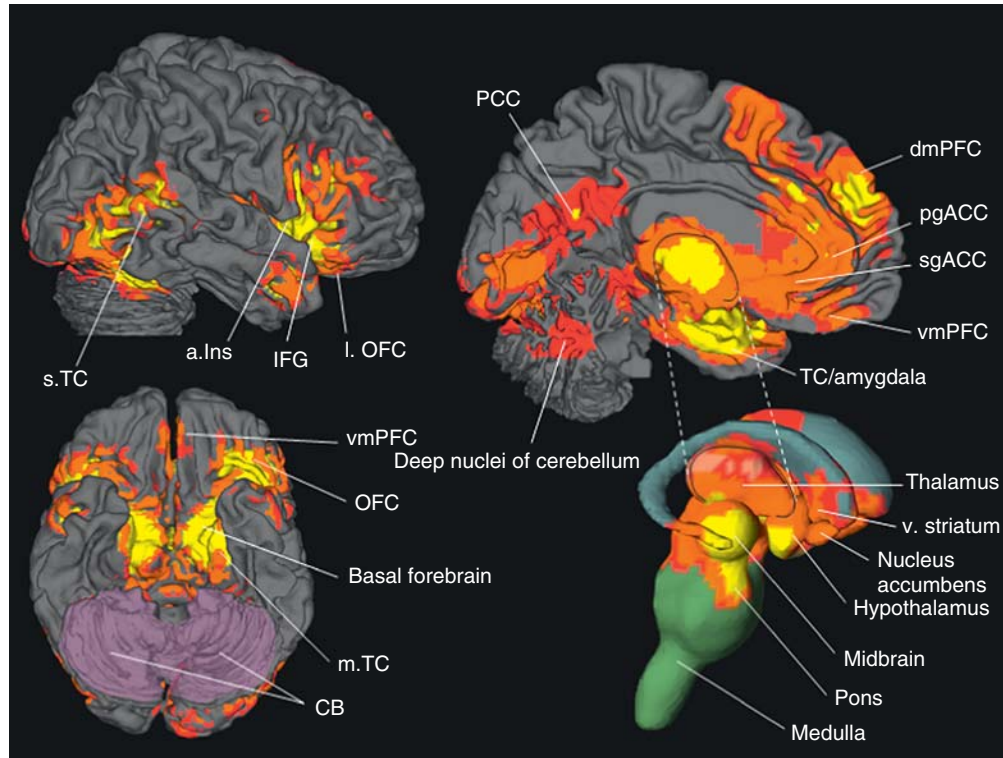 PCC
dmPFC
pgACC
sgACC
vmPFC
TC/amygdala
a.Ins
IFG
l. OFC
s.TC
Deep nuclei of cerebellum
vmPFC
OFC
Basal forebrain
m.TC
CB
Thalamus
v. striatum
Nucleus
accumbens
Hypothalamus
Midbrain
Pons
Medulla